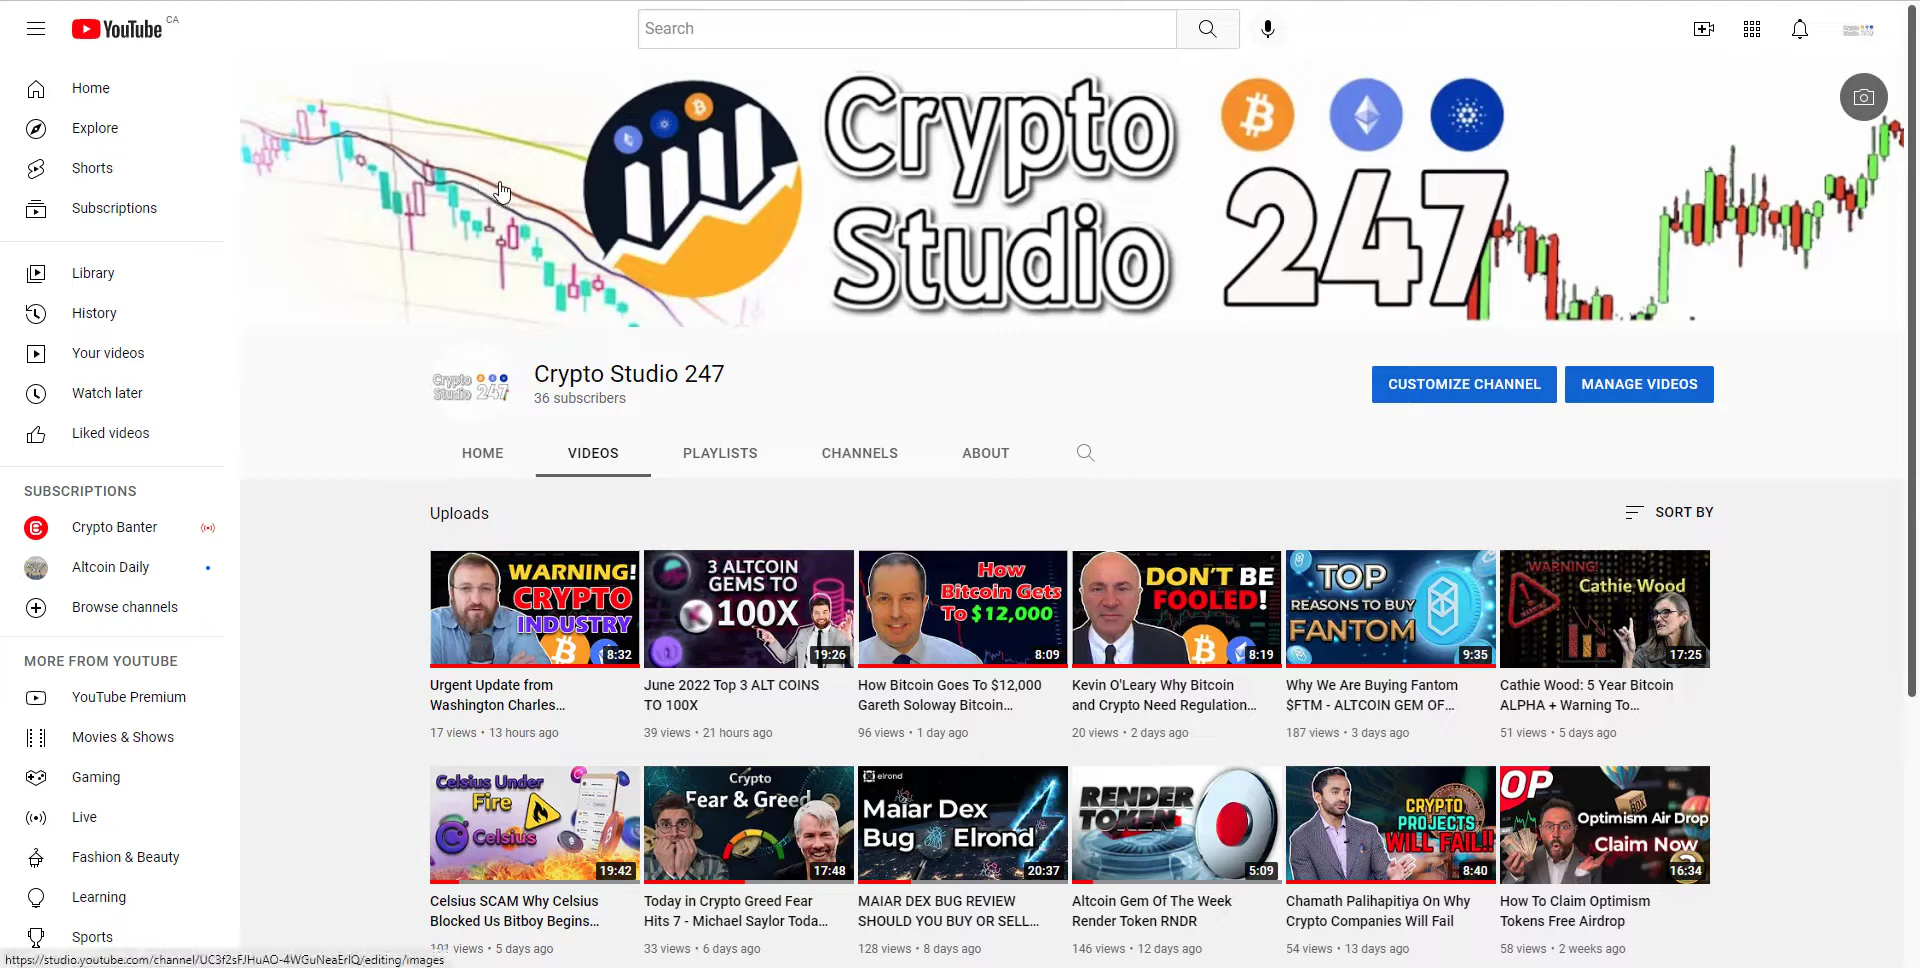 YouTube CA
Search
Home
Explore
Shorts
Subscriptions
Library
History
Your videos
Watch later
Liked videos
SUBSCRIPTIONS
Crypto Banter
Altcoin Daily
Browse channels
MORE FROM YOUTUBE
YouTube Premium
Movies & Shows
Gaming
Live
Fashion & Beauty
Learning
Sports
Crypto
Studio
247
Crypto
Studio 247
Crypto Studio 247
36 subscribers
CUSTOMIZE CHANNEL
MANAGE VIDEOS
HOME VIDEOS PLAYLISTS CHANNELS ABOUT
Uploads
SORT BY
WARNING!
CRYPTO
INDUSTRY
8:32
Urgent Update from
Washington Charles...
17 views • 13 hours ago
3 ALTCOIN
GEMS TO
100X
19:26
June 2022 Top 3 ALT COINS
TO 100X
39 views • 21 hours ago
How
Bitcoin Gets
To $12,000
8:09
How Bitcoin Goes To $12,000
Gareth Soloway Bitcoin...
96 views • 1 day ago
DON'T BE
FOOLED!
8:19
Kevin O'Leary Why Bitcoin
and Crypto Need Regulation...
20 views • 2 days ago
TOP
REASONS TO BUY
FANTOM
9:35
Why We Are Buying Fantom
$FTM - ALTCOIN GEM OF...
187 views • 3 days ago
WARNING!
Cathie Wood
17:25
Cathie Wood: 5 Year Bitcoin
ALPHA + Warning To...
51 views • 5 days ago
Celsius Under
Fire
Celsius
19:42
Celsius SCAM Why Celsius
Blocked Us Bitboy Begins...
191 views • 5 days ago
Crypto
Fear & Greed
17:48
Today in Crypto Greed Fear
Hits 7 - Michael Saylor Toda...
33 views • 6 days ago
elrond
Maiar Dex
Bug Elrond
20:37
MAIAR DEX BUG REVIEW
SHOULD YOU BUY OR SELL...
128 views • 8 days ago
RENDER
TOKEN
5:09
Altcoin Gem Of The Week
Render Token RNDR
146 views • 12 days ago
CRYPTO
PROJECTS
WILL FAIL!!
8:40
Chamath Palihapitiya On Why
Crypto Companies Will Fail
54 views • 13 days ago
OP
BOX
Optimism Air Drop
Claim Now
16:34
How To Claim Optimism
Tokens Free Airdrop
58 views • 2 weeks ago
https://studio.youtube.com/channel/UC3f2sFJHuAO-4WGuNeaErIQ/editing/images